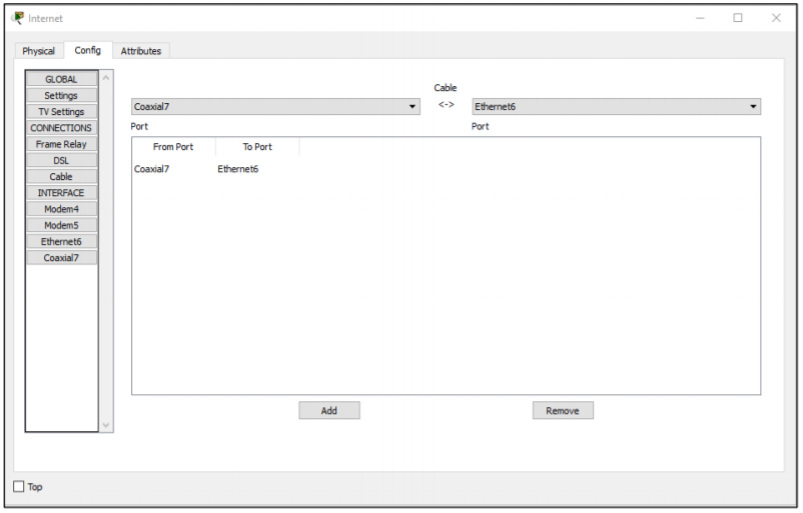 Internet
Physical Config Attributes
GLOBAL
Settings
TV Settings
CONNECTIONS
Frame Relay
DSL
Cable
INTERFACE
Modem4
Modem5
Ethernet6
Coaxial7
Cable
Coaxial7 <-> Ethernet6
Port Port
From Port To Port
Coaxial7 Ethernet6
Add Remove
Top